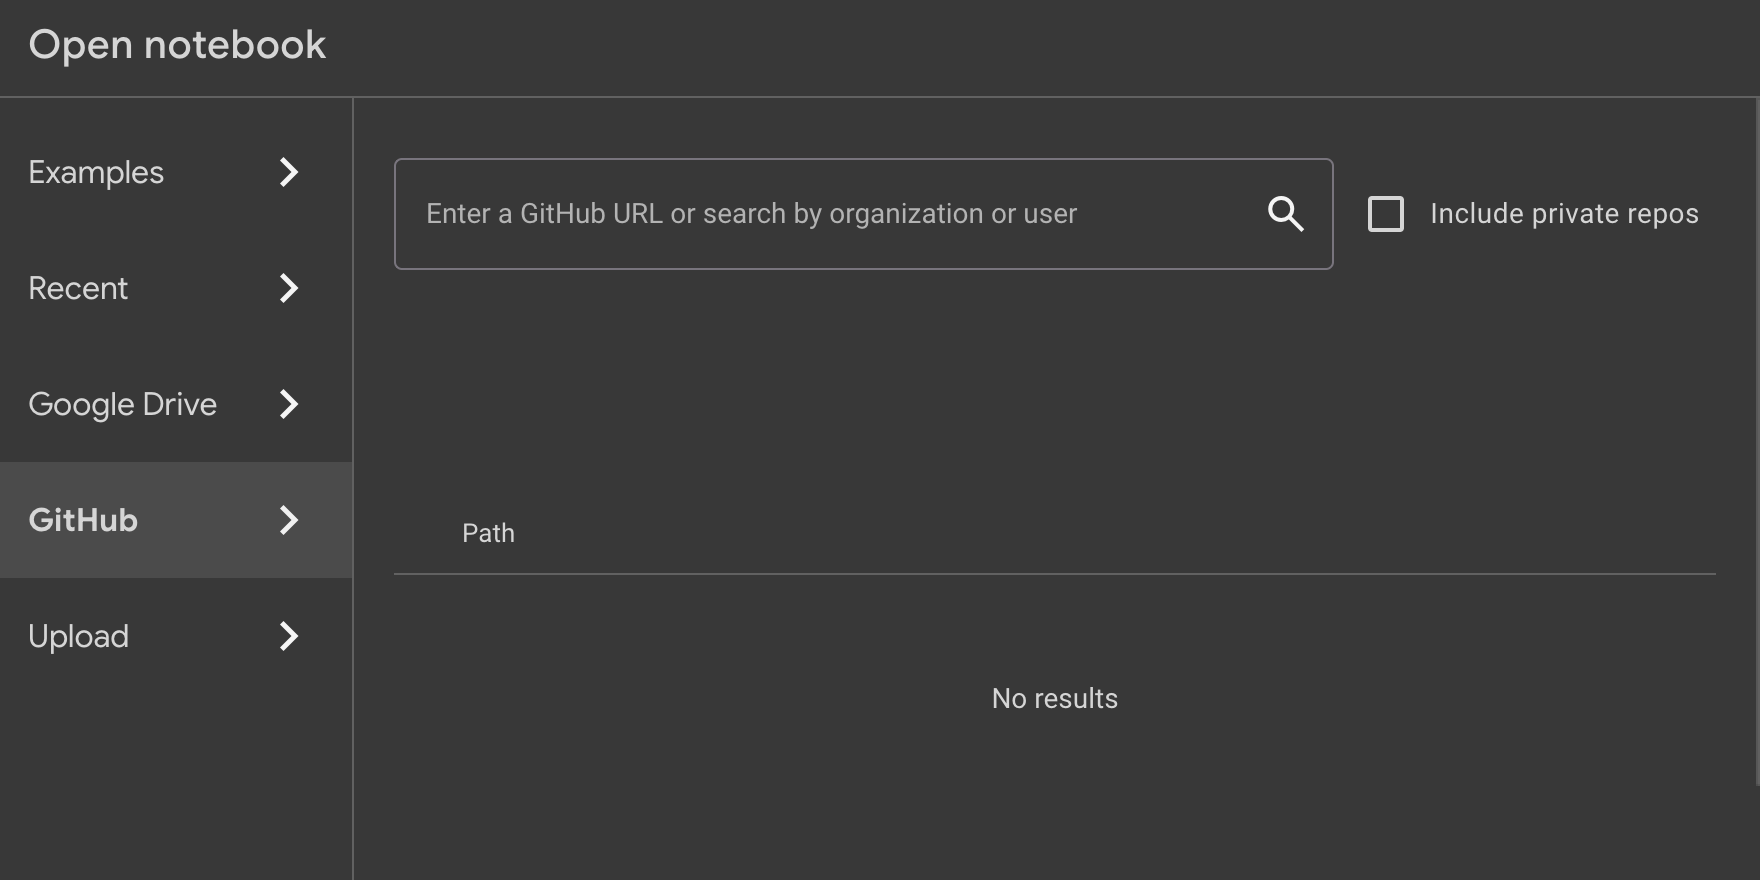 Open notebook
Examples
Recent
Google Drive
GitHub
Upload
Enter a GitHub URL or search by organization or user
Include private repos
Path
No results